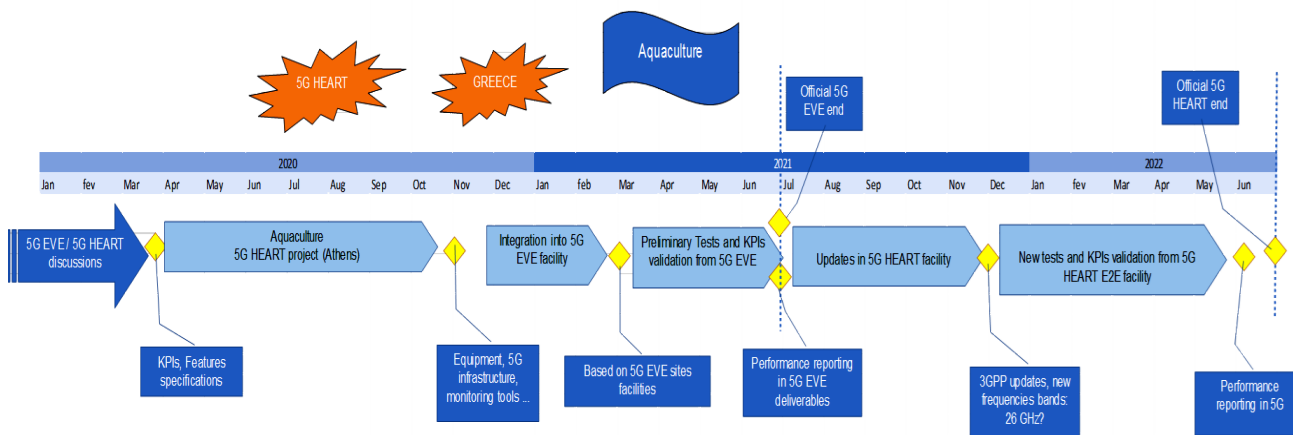 Aquaculture
5G HEART
GREECE
Official 5G
EVE end
Official 5G
HEART end
2020
2021
2022
Jan fev Mar Apr May Jun Jul Aug Sep Oct Nov Dec Jan feb Mar Apr May Jun Jul Aug Sep Oct Nov Dec Jan fev Mar Apr May Jun
5G EVE / 5G HEART
discussions
Aquaculture
5G HEART project (Athens)
Integration into 5G
EVE facility
Preliminary Tests and KPIs
validation from 5G EVE
Updates in 5G HEART facility
New tests and KPIs validation from 5G
HEART E2E facility
KPIs, Features
specifications
Equipment, 5G
infrastructure,
monitoring tools ...
Based on 5G EVE sites
facilities
Performance reporting
in 5G EVE
deliverables
3GPP updates, new
frequencies bands:
26 GHz?
Performance
reporting in 5G